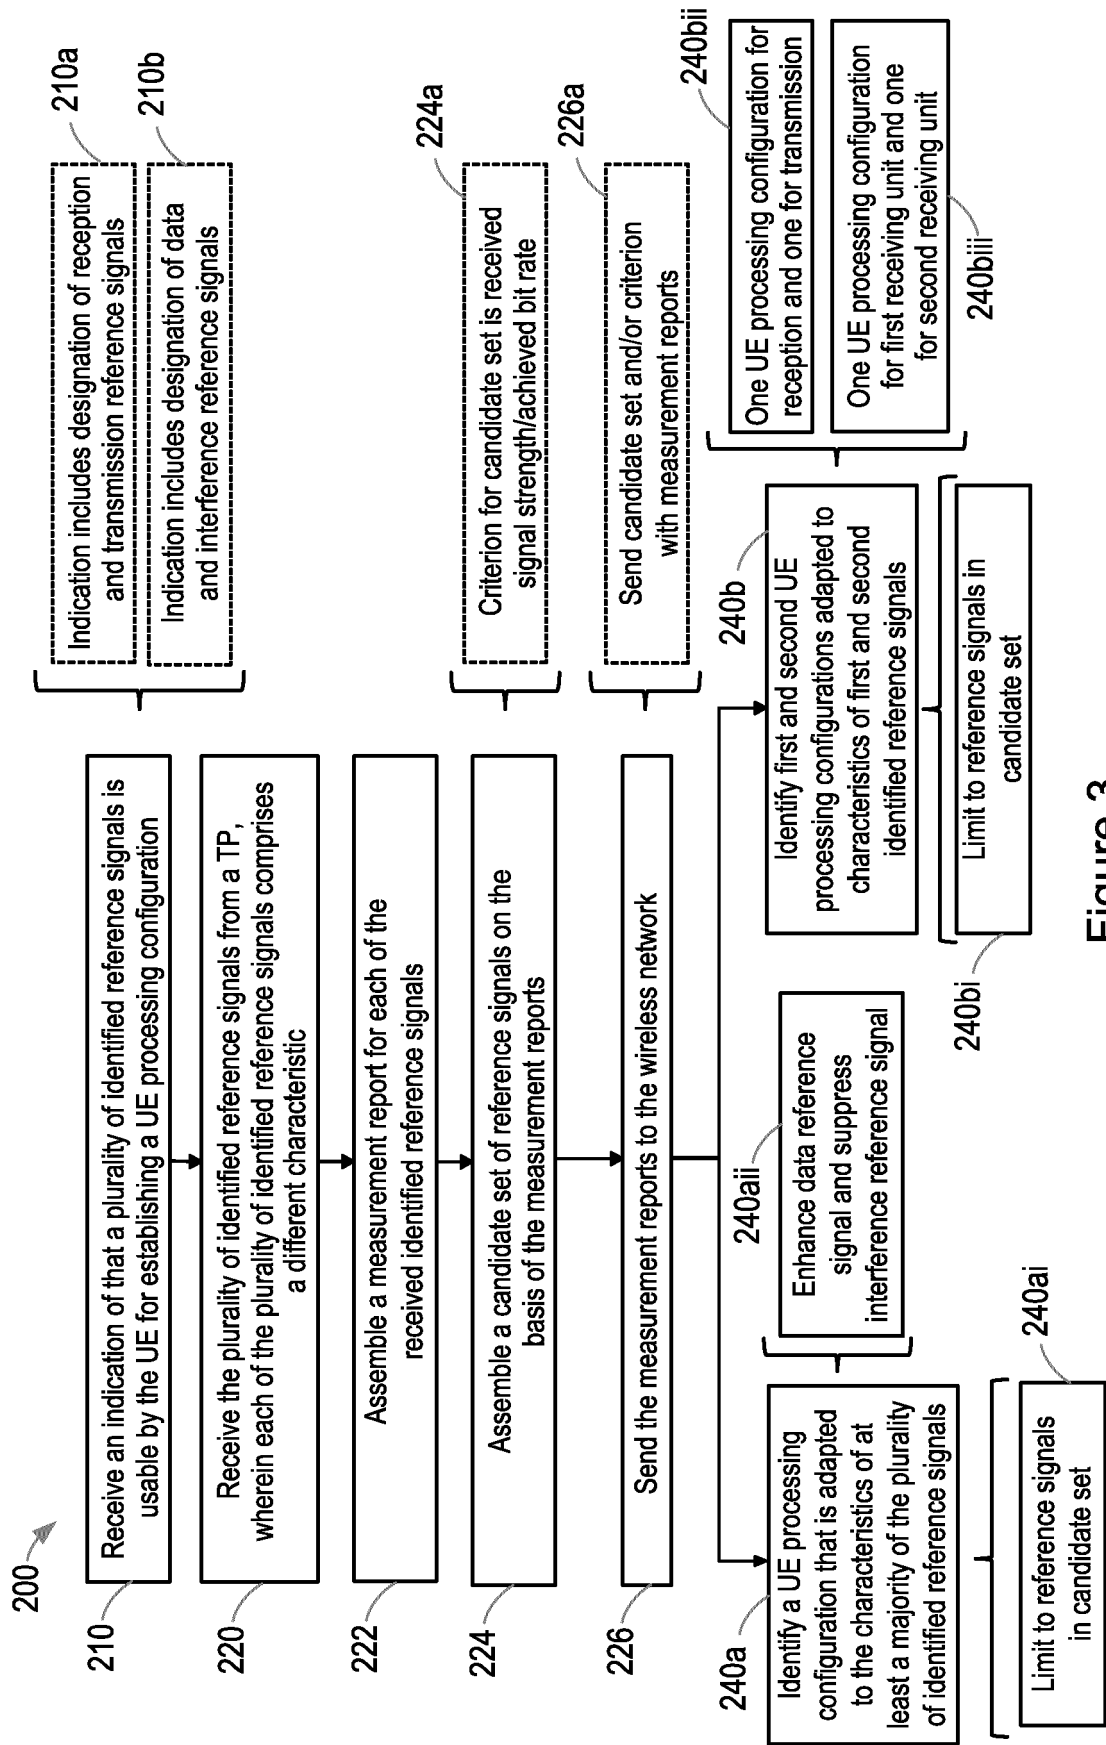 200
210
Receive an indication of that a plurality of identified reference signals is
usable by the UE for establishing a UE processing configuration
Indication includes designation of reception
and transmission reference signals
210a
Indication includes designation of data
and interference reference signals
210b
220
Receive the plurality of identified reference signals from a TP,
wherein each of the plurality of identified reference signals comprises
a different characteristic
222
Assemble a measurement report for each of the
received identified reference signals
224
Assemble a candidate set of reference signals on the
basis of the measurement reports
Criterion for candidate set is received
signal strength/achieved bit rate
224a
226
Send the measurement reports to the wireless network
Send candidate set and/or criterion
with measurement reports
226a
240a
Identify a UE processing
configuration that is adapted
to the characteristics of at
least a majority of the plurality
of identified reference signals
240aii
Enhance data reference
signal and suppress
interference reference signal
Limit to reference signals
in candidate set
240ai
240b
Identify first and second UE
processing configurations adapted to
characteristics of first and second
identified reference signals
240bi
Limit to reference signals in
candidate set
One UE processing configuration for
reception and one for transmission
240bii
One UE processing configuration
for first receiving unit and one
for second receiving unit
240biii
Figure 3